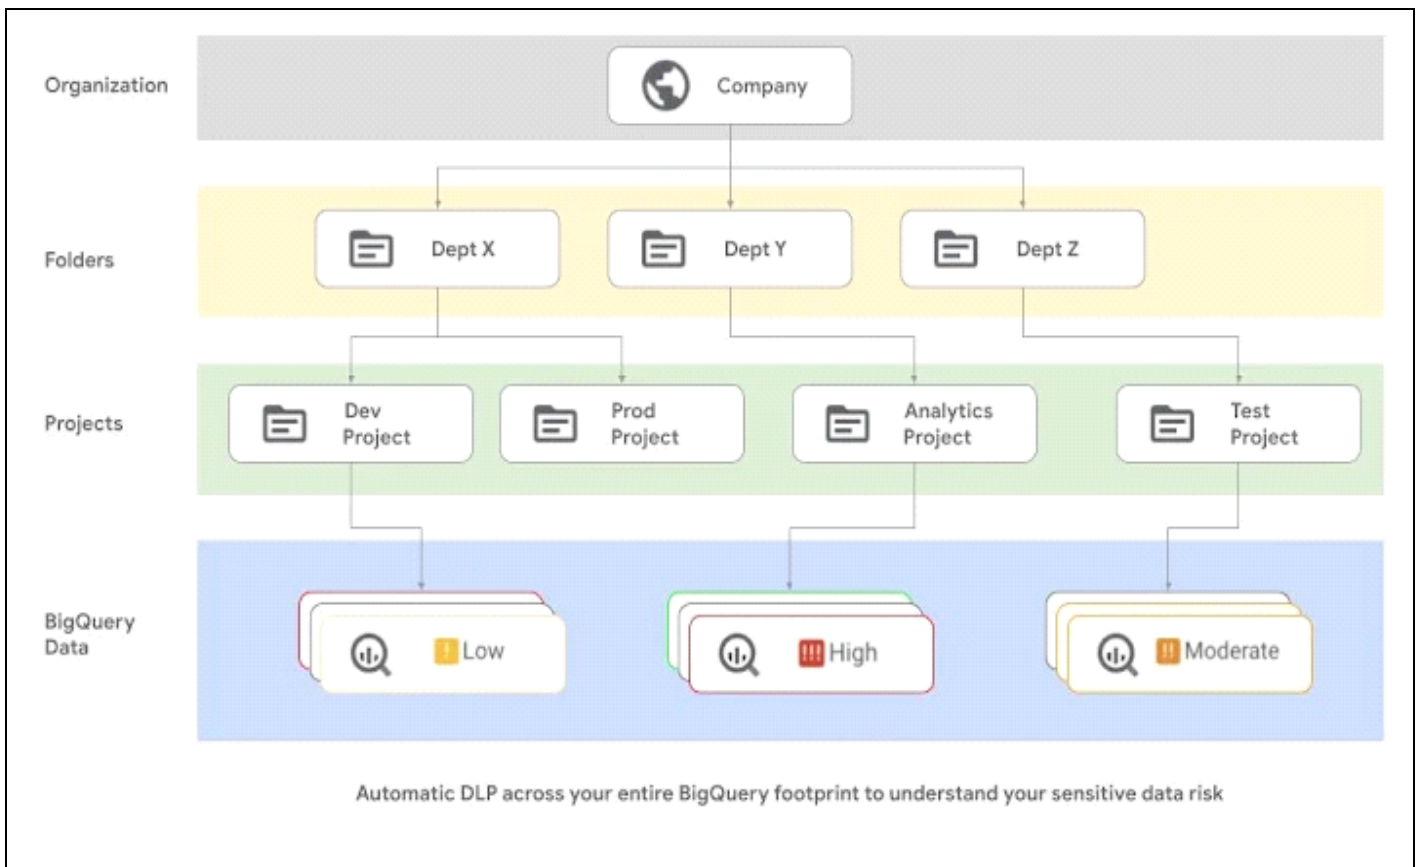 Organization
Company
Folders
Dept X
Dept Y
Dept Z
Projects
Dev
Project
Prod
Project
Analytics
Project
Test
Project
BigQuery
Data
! Low
!!! High
!! Moderate
Automatic DLP across your entire BigQuery footprint to understand your sensitive data risk